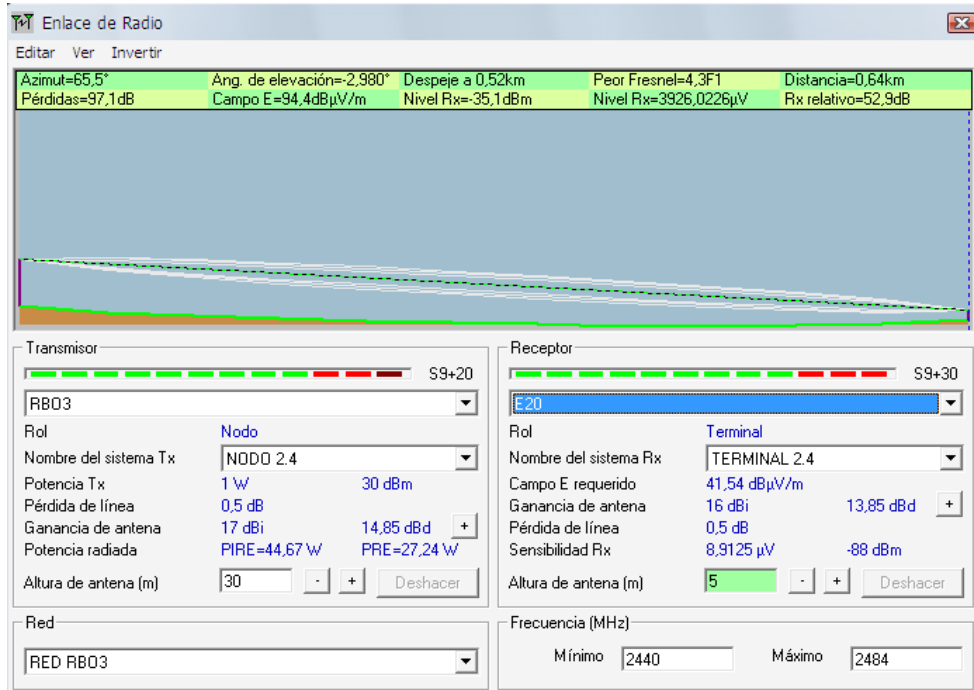 Enlace de Radio
Editar Ver Invertir
Azimut=65,5° Ang. de elevación=-2,980° Despeje a 0,52km Peor Fresnel=4,3F1 Distancia=0,64km
Pérdidas=97,1dB Campo E=94,4dBµV/m Nivel Rx=-35,1dBm Nivel Rx=3926,0226µV Rx relativo=52,9dB
Transmisor
S9+20
RBO3
Rol Nodo
Nombre del sistema Tx NODO 2.4
Potencia Tx 1 W 30 dBm
Pérdida de línea 0,5 dB
Ganancia de antena 17 dBi 14,85 dBd +
Potencia radiada PIRE=44,67 W PRE=27,24 W
Altura de antena (m) 30 - + Deshacer
Red
RED RBO3
Receptor
S9+30
E20
Rol Terminal
Nombre del sistema Rx TERMINAL 2.4
Campo E requerido 41,54 dBµV/m
Ganancia de antena 16 dBi 13,85 dBd +
Pérdida de línea 0,5 dB
Sensibilidad Rx 8,9125 µV -88 dBm
Altura de antena (m) 5 - + Deshacer
Frecuencia (MHz)
Mínimo 2440 Máximo 2484